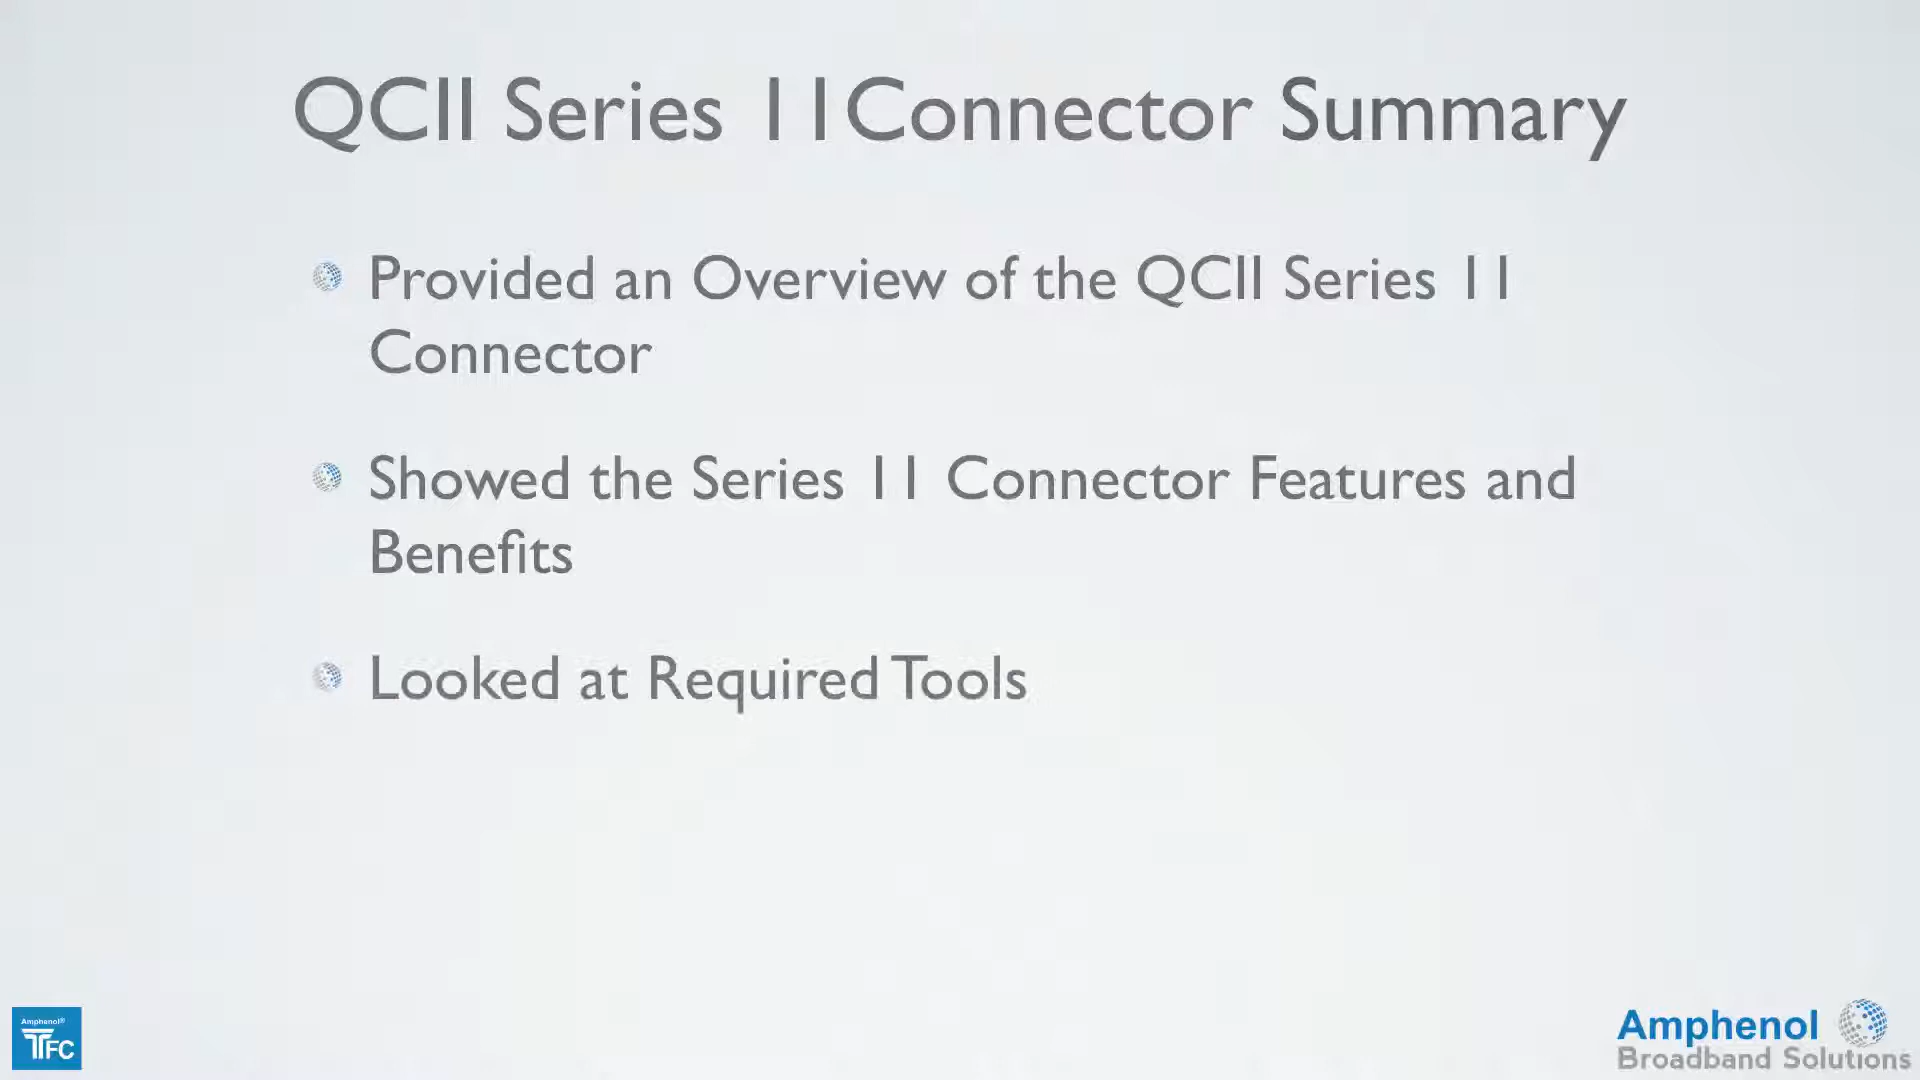 QCII Series 11Connector Summary
Provided an Overview of the QCII Series 11
Connector
Showed the Series 11 Connector Features and
Benefits
Looked at Required Tools
Amphenol®
TFC
Amphenol
Broadband Solutions